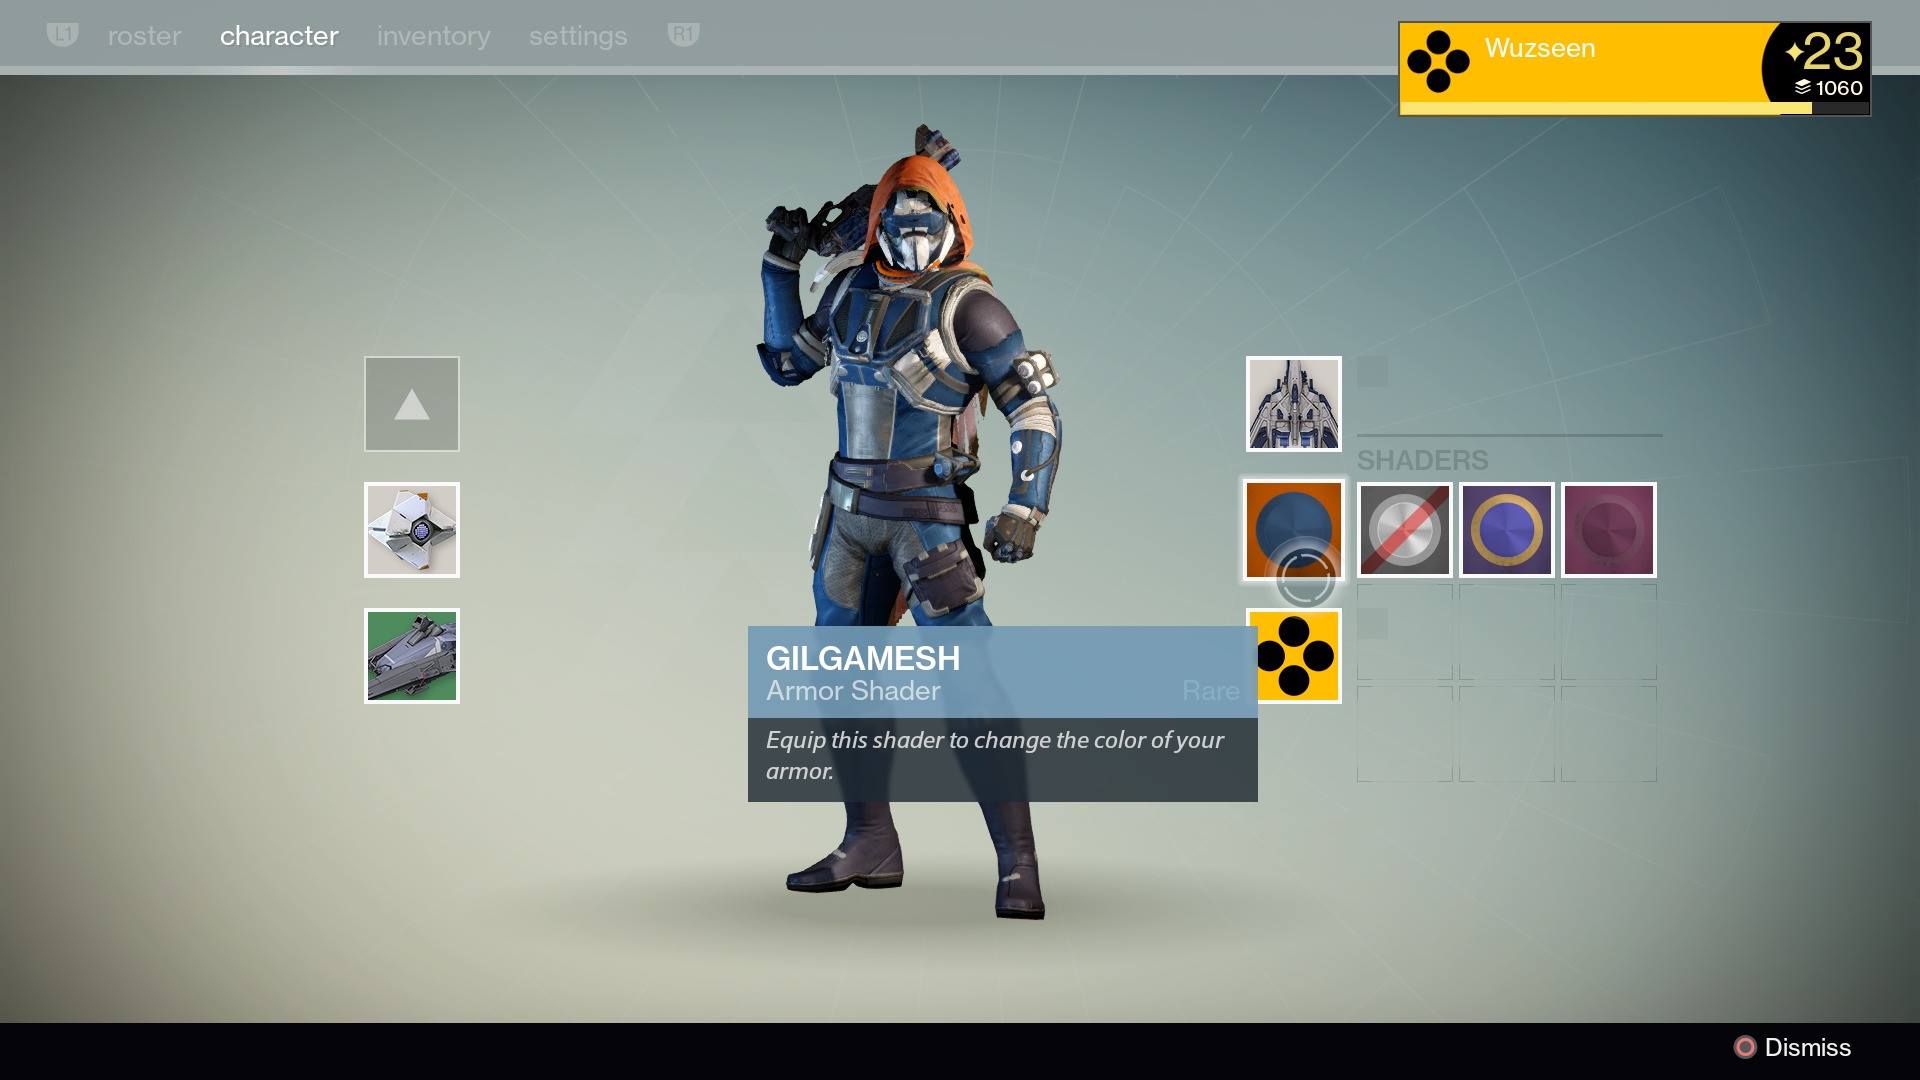 L1 roster character inventory settings R1
Wuzseen
23
1060
SHADERS
GILGAMESH
Armor Shader Rare
Equip this shader to change the color of your
armor.
Dismiss